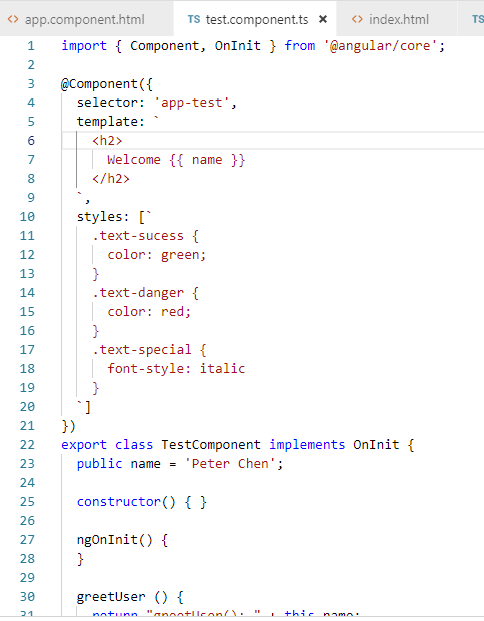 app.component.html TS test.component.ts × index.html TS
1 import { Component, OnInit } from '@angular/core';
2
3 @Component({
4 selector: 'app-test',
5 template: `
6 <h2>
7 Welcome {{ name }}
8 </h2>
9 `,
10 styles: [`
11 .text-sucess {
12 color: green;
13 }
14 .text-danger {
15 color: red;
16 }
17 .text-special {
18 font-style: italic
19 }
20 `]
21 })
22 export class TestComponent implements OnInit {
23 public name = 'Peter Chen';
24
25 constructor() { }
26
27 ngOnInit() {
28 }
29
30 greetUser () {
31 return "greetUser(): " + this.name;